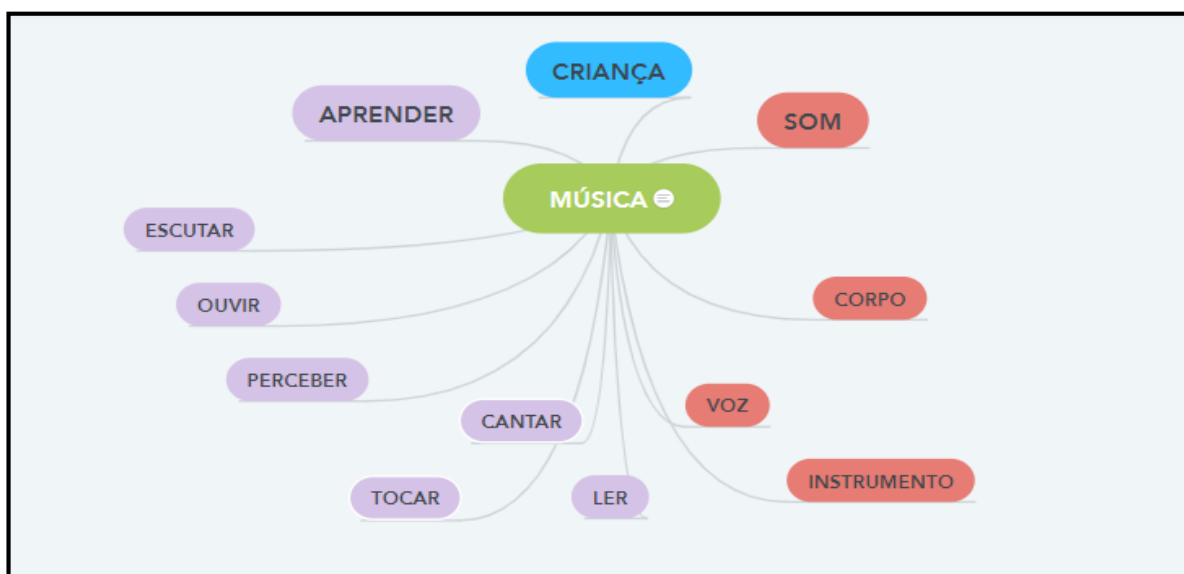 CRIANÇA
APRENDER
SOM
MÚSICA
ESCUTAR
OUVIR
CORPO
PERCEBER
VOZ
CANTAR
INSTRUMENTO
TOCAR
LER